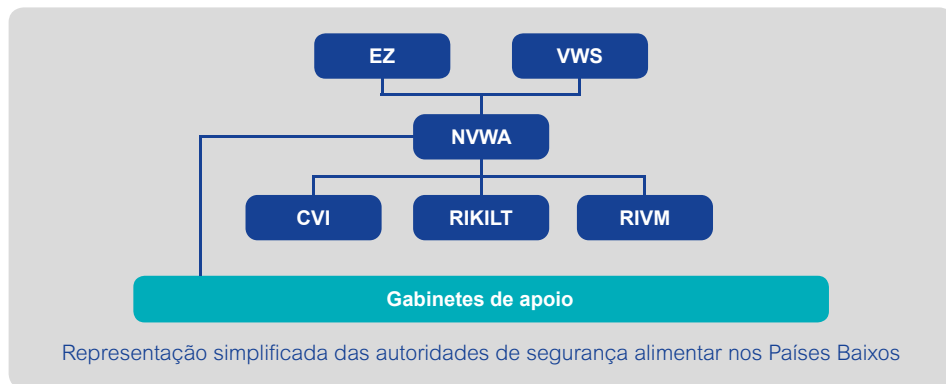 EZ
VWS
NVWA
CVI
RIKILT
RIVM
Gabinetes de apoio
Representação simplificada das autoridades de segurança alimentar nos Países Baixos